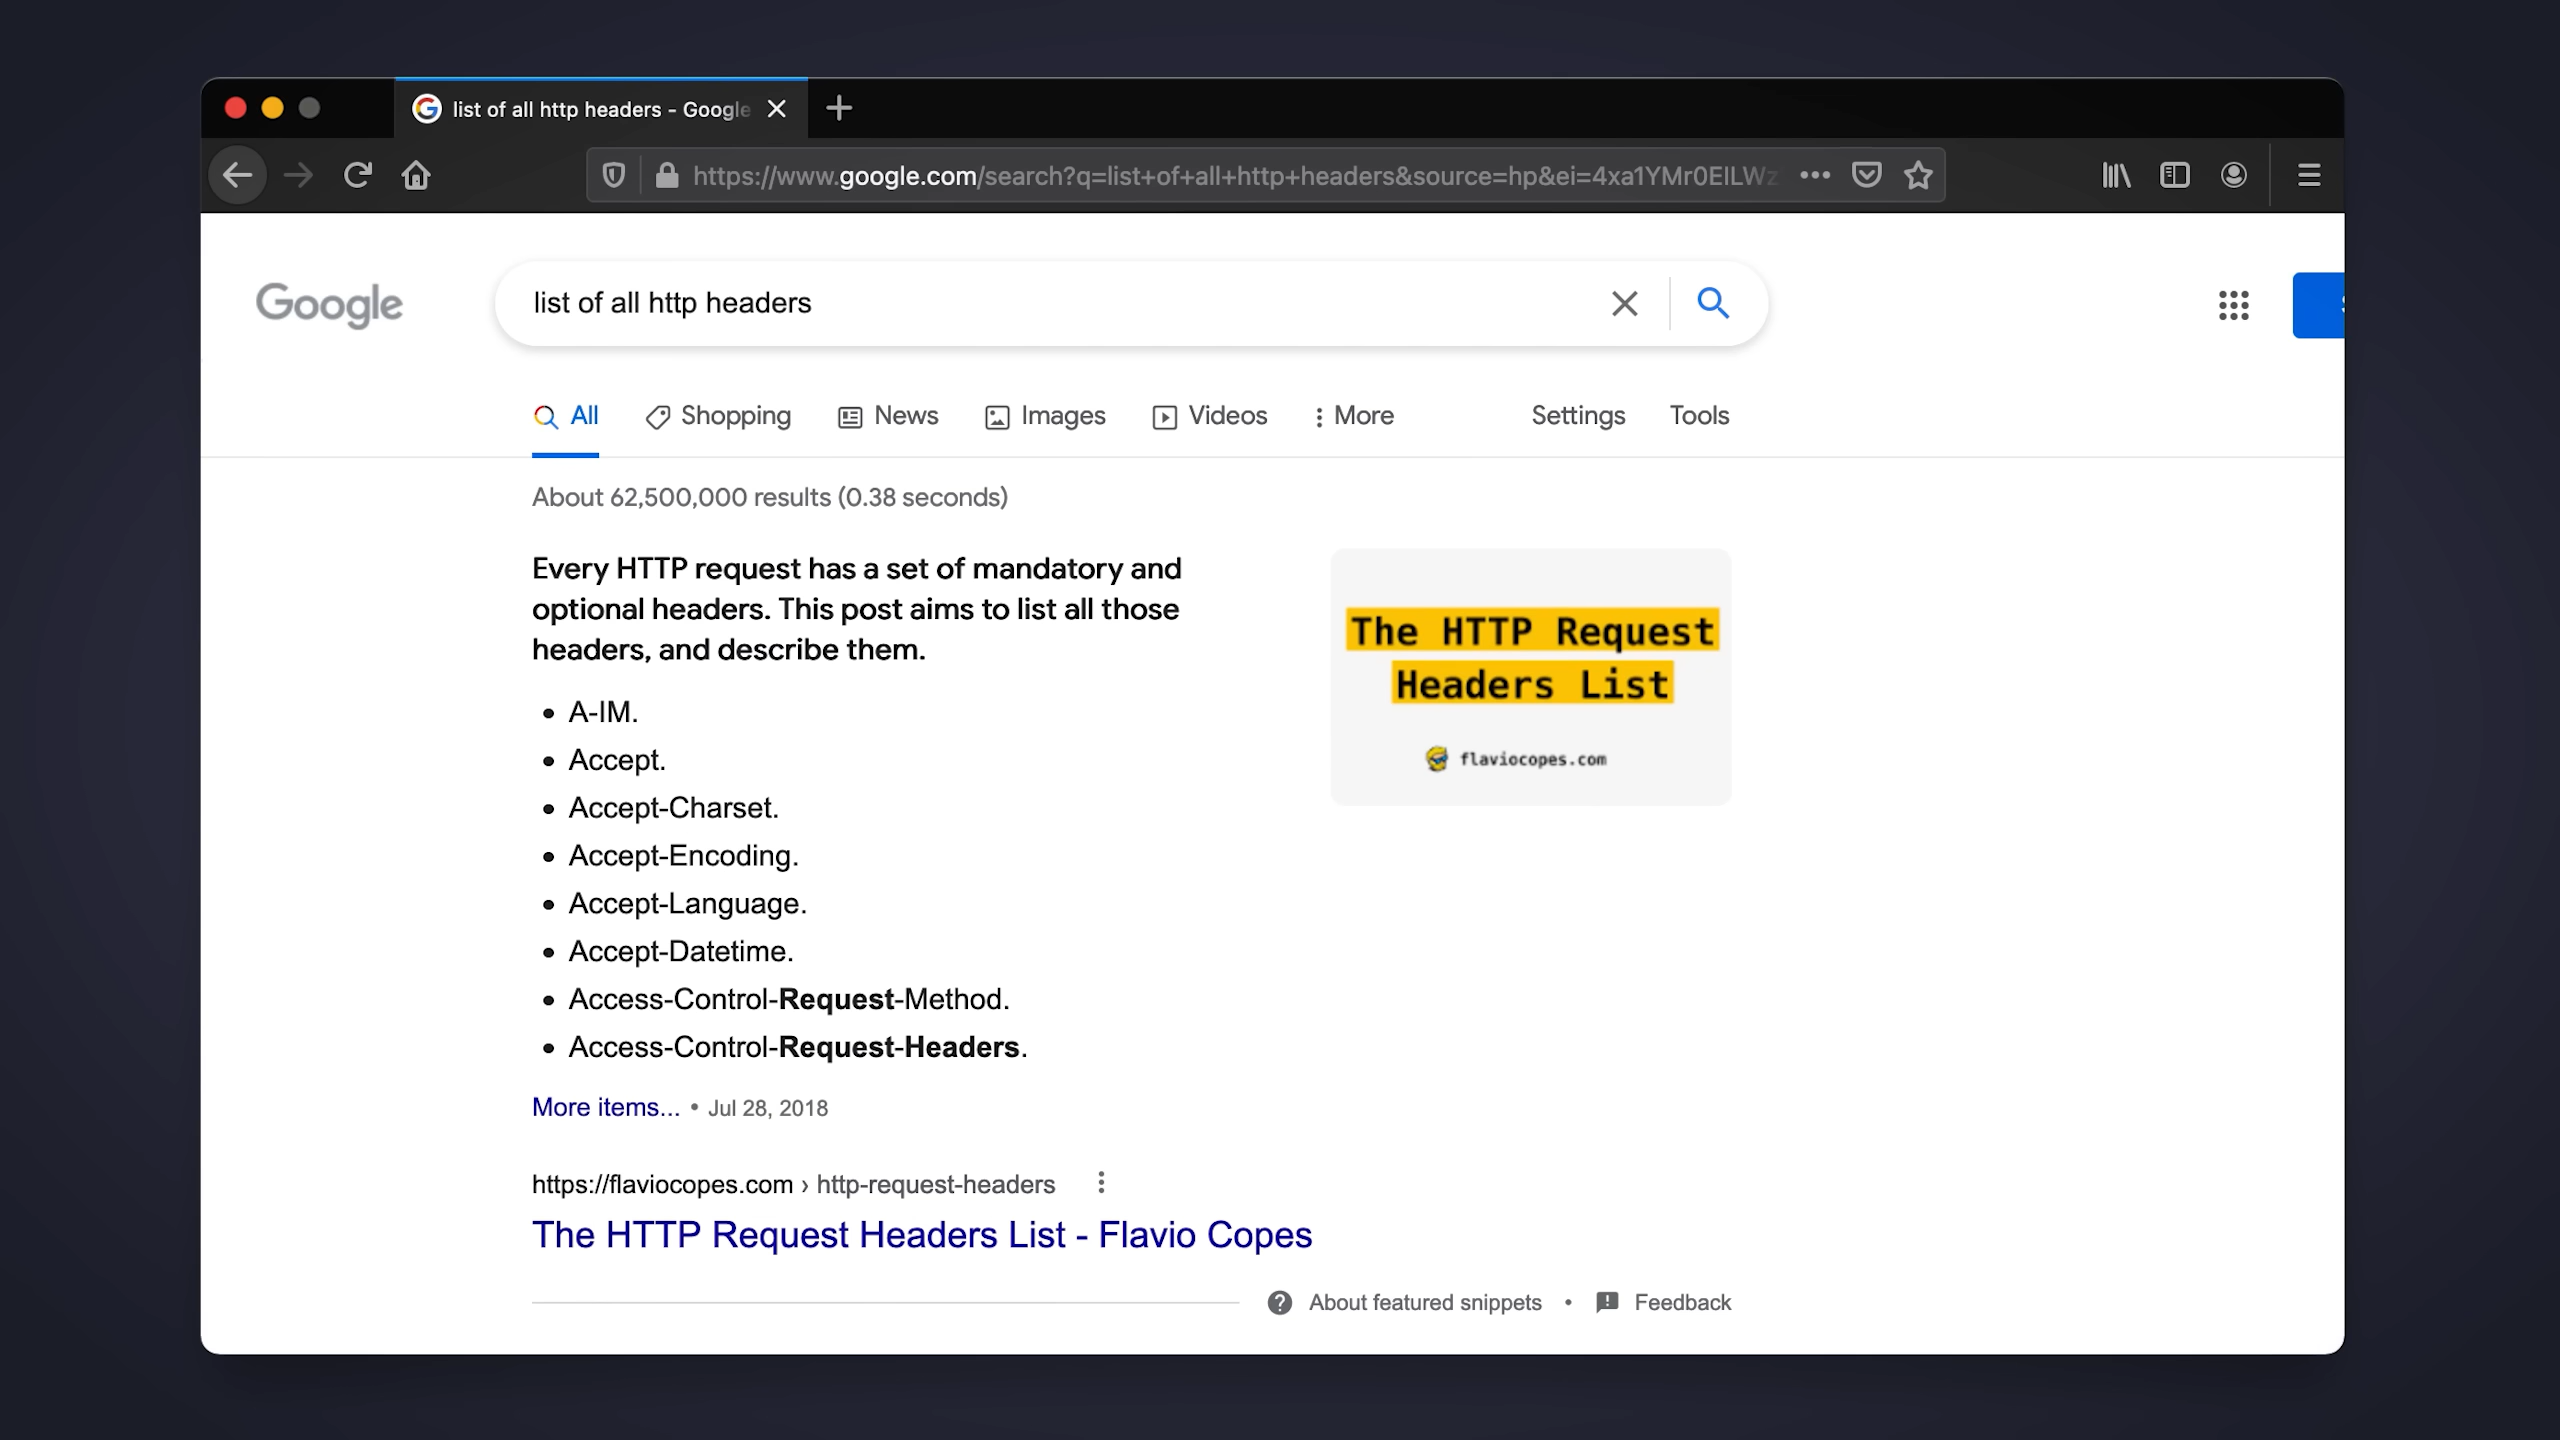 list of all http headers - Google
https://www.google.com/search?q=list+of+all+http+headers&source=hp&ei=4xa1YMr0EILWz
Google
list of all http headers
All
Shopping
News
Images
Videos
More
Settings
Tools
About 62,500,000 results (0.38 seconds)
Every HTTP request has a set of mandatory and
optional headers. This post aims to list all those
headers, and describe them.
The HTTP Request
Headers List
flaviocopes.com
• A-IM.
• Accept.
• Accept-Charset.
• Accept-Encoding.
• Accept-Language.
• Accept-Datetime.
• Access-Control-Request-Method.
• Access-Control-Request-Headers.
More items... • Jul 28, 2018
https://flaviocopes.com › http-request-headers
The HTTP Request Headers List - Flavio Copes
About featured snippets • Feedback